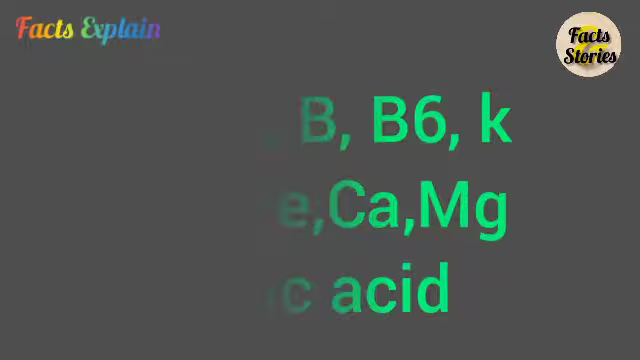 Facts Explain
Facts
Stories
B, B6, k
e,Ca,Mg
c acid